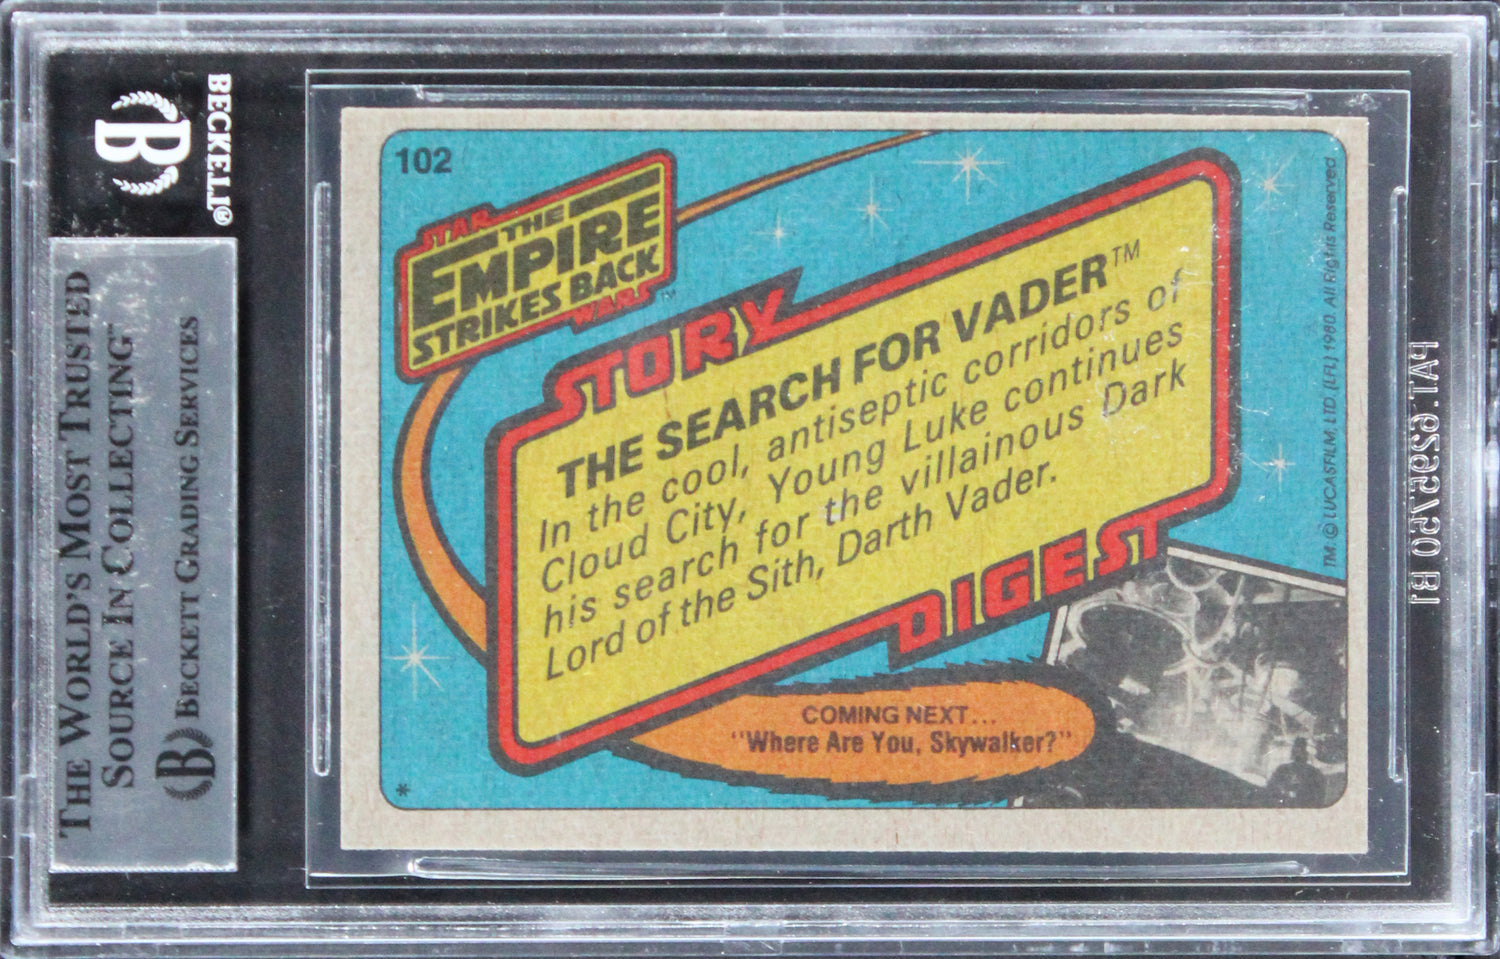 BECKETT®
THE WORLD'S MOST TRUSTED
SOURCE IN COLLECTING™
BECKETT GRADING SERVICES
102
STAR
THE
EMPIRE
STRIKES BACK
WARS™
STORY
THE SEARCH FOR VADER™
In the cool, antiseptic corridors of
Cloud City, Young Luke continues
his search for the villainous Dark
Lord of the Sith, Darth Vader.
DIGEST
COMING NEXT...
"Where Are You, Skywalker?"
*
TM © LUCASFILM, LTD. (LFL) 1980. All Rights Reserved